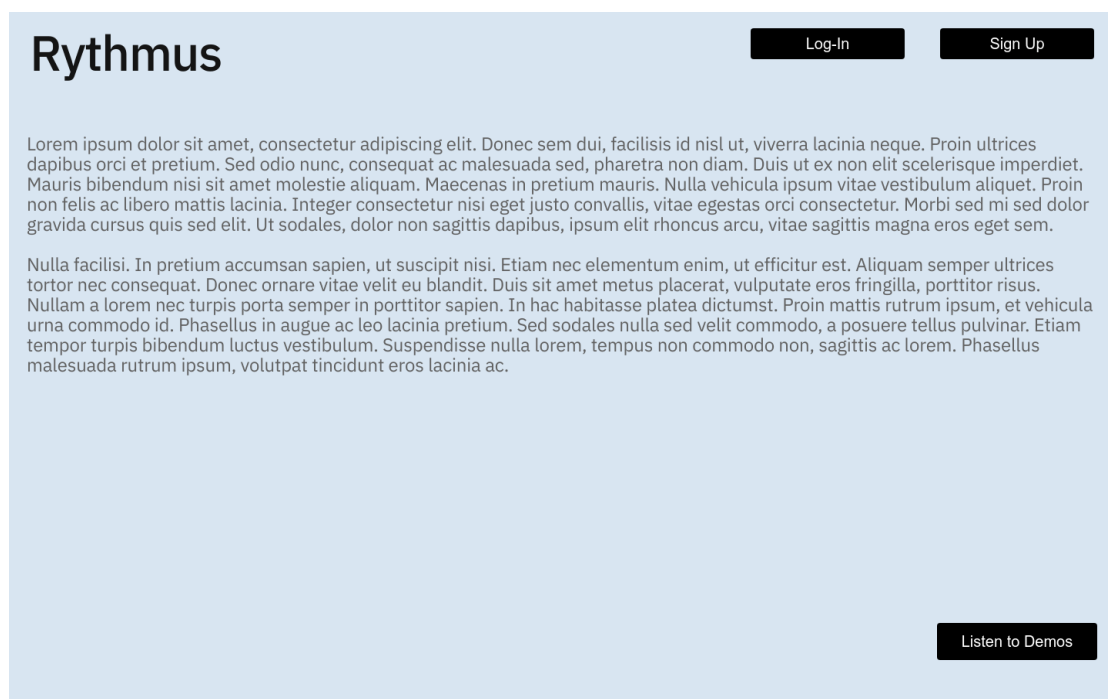 Rythmus
Log-In
Sign Up
Lorem ipsum dolor sit amet, consectetur adipiscing elit. Donec sem dui, facilisis id nisl ut, viverra lacinia neque. Proin ultrices
dapibus orci et pretium. Sed odio nunc, consequat ac malesuada sed, pharetra non diam. Duis ut ex non elit scelerisque imperdiet.
Mauris bibendum nisi sit amet molestie aliquam. Maecenas in pretium mauris. Nulla vehicula ipsum vitae vestibulum aliquet. Proin
non felis ac libero mattis lacinia. Integer consectetur nisi eget justo convallis, vitae egestas orci consectetur. Morbi sed mi sed dolor
gravida cursus quis sed elit. Ut sodales, dolor non sagittis dapibus, ipsum elit rhoncus arcu, vitae sagittis magna eros eget sem.
Nulla facilisi. In pretium accumsan sapien, ut suscipit nisi. Etiam nec elementum enim, ut efficitur est. Aliquam semper ultrices
tortor nec consequat. Donec ornare vitae velit eu blandit. Duis sit amet metus placerat, vulputate eros fringilla, porttitor risus.
Nullam a lorem nec turpis porta semper in porttitor sapien. In hac habitasse platea dictumst. Proin mattis rutrum ipsum, et vehicula
urna commodo id. Phasellus in augue ac leo lacinia pretium. Sed sodales nulla sed velit commodo, a posuere tellus pulvinar. Etiam
tempor turpis bibendum luctus vestibulum. Suspendisse nulla lorem, tempus non commodo non, sagittis ac lorem. Phasellus
malesuada rutrum ipsum, volutpat tincidunt eros lacinia ac.
Listen to Demos